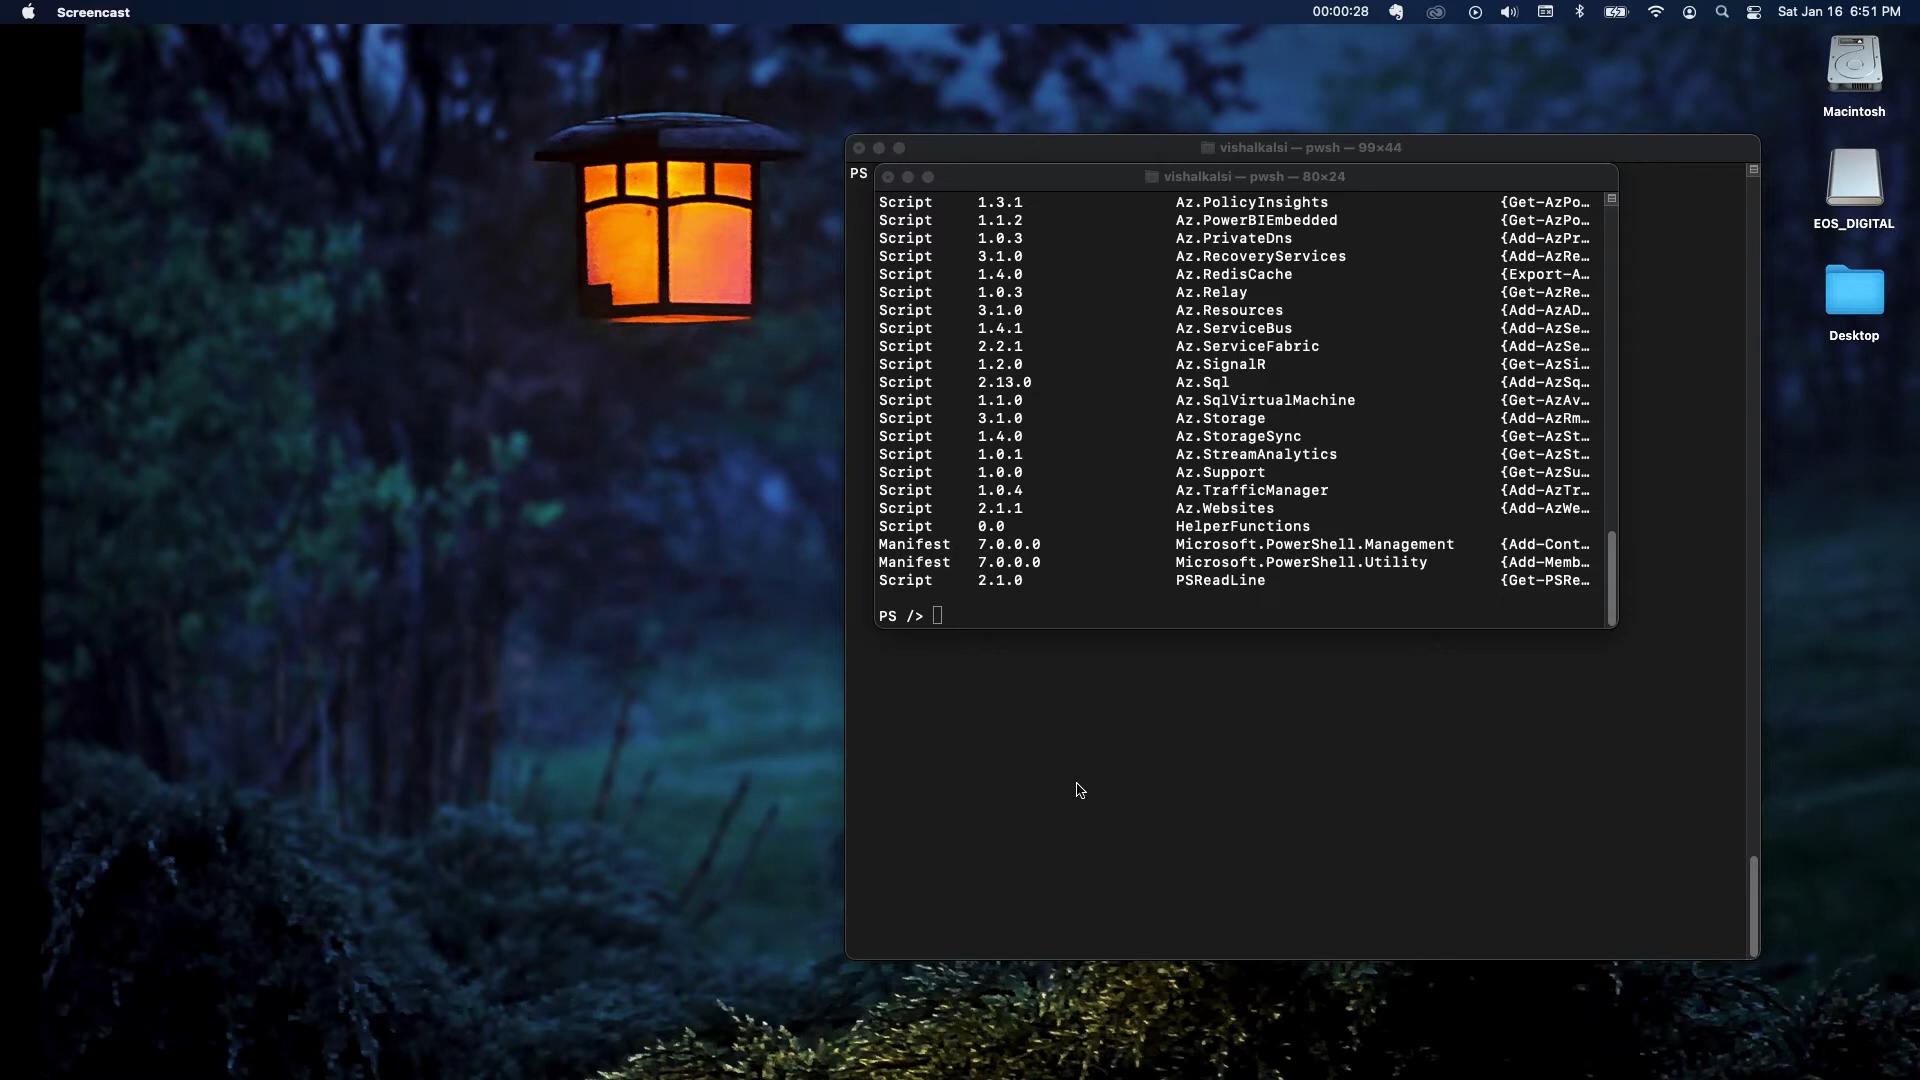 Screencast
00:00:28
Sat Jan 16 6:51 PM
Macintosh
EOS_DIGITAL
Desktop
vishalkalsi — pwsh — 99×44
PS
vishalkalsi — pwsh — 80×24
Script 1.3.1 Az.PolicyInsights {Get-AzPo…
Script 1.1.2 Az.PowerBIEmbedded {Get-AzPo…
Script 1.0.3 Az.PrivateDns {Add-AzPr…
Script 3.1.0 Az.RecoveryServices {Add-AzRe…
Script 1.4.0 Az.RedisCache {Export-A…
Script 1.0.3 Az.Relay {Get-AzRe…
Script 3.1.0 Az.Resources {Add-AzAD…
Script 1.4.1 Az.ServiceBus {Add-AzSe…
Script 2.2.1 Az.ServiceFabric {Add-AzSe…
Script 1.2.0 Az.SignalR {Get-AzSi…
Script 2.13.0 Az.Sql {Add-AzSq…
Script 1.1.0 Az.SqlVirtualMachine {Get-AzAv…
Script 3.1.0 Az.Storage {Add-AzRm…
Script 1.4.0 Az.StorageSync {Get-AzSt…
Script 1.0.1 Az.StreamAnalytics {Get-AzSt…
Script 1.0.0 Az.Support {Get-AzSu…
Script 1.0.4 Az.TrafficManager {Add-AzTr…
Script 2.1.1 Az.Websites {Add-AzWe…
Script 0.0 HelperFunctions
Manifest 7.0.0.0 Microsoft.PowerShell.Management {Add-Cont…
Manifest 7.0.0.0 Microsoft.PowerShell.Utility {Add-Memb…
Script 2.1.0 PSReadLine {Get-PSRe…
PS />